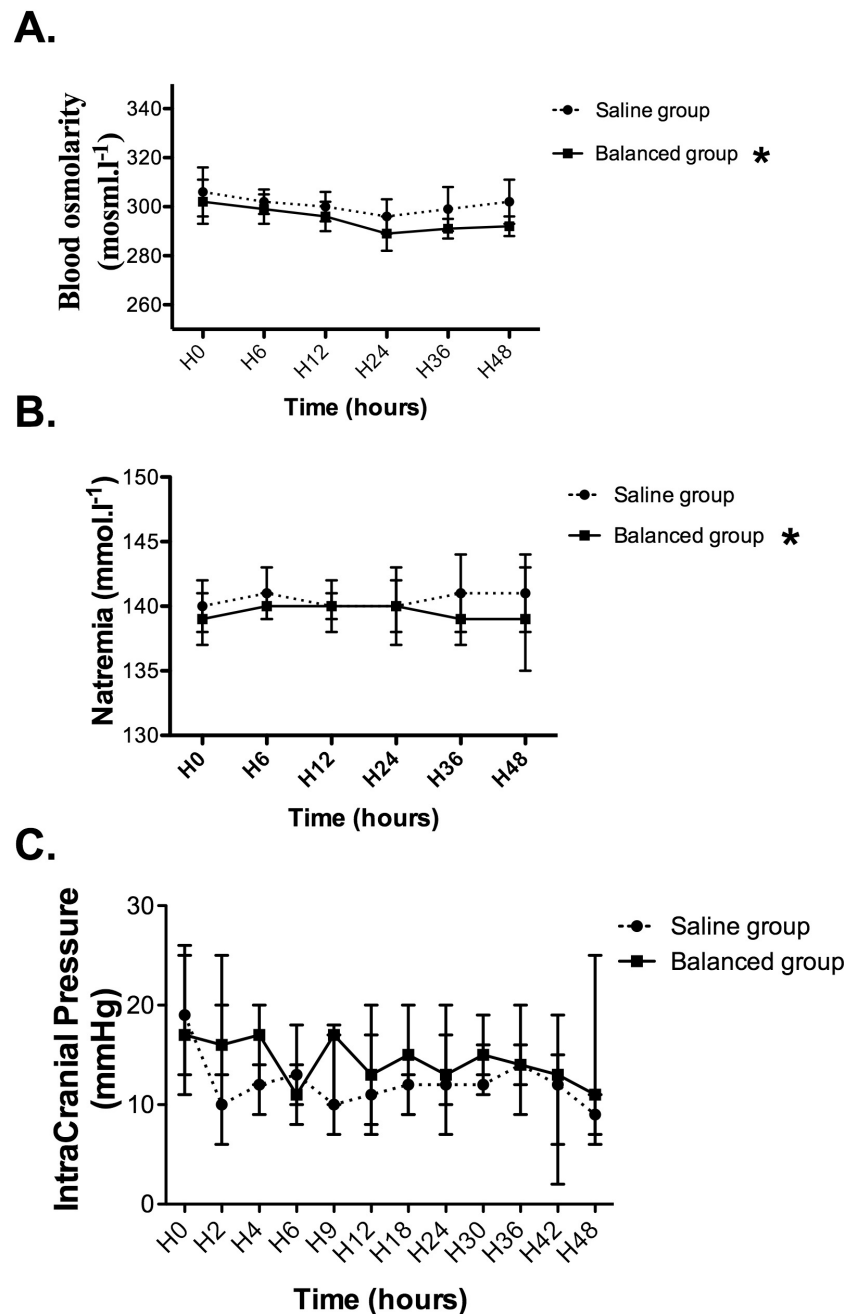 A.
Blood osmolarity
(mosml.l-1)
340
320
300
280
260
H0
H6
H12
H24
H36
H48
Time (hours)
Saline group
Balanced group *
B.
Natremia (mmol.l-1)
150
145
140
135
130
H0
H6
H12
H24
H36
H48
Time (hours)
Saline group
Balanced group *
C.
IntraCranial Pressure
(mmHg)
30
20
10
0
H0
H2
H4
H6
H9
H12
H18
H24
H30
H36
H42
H48
Time (hours)
Saline group
Balanced group